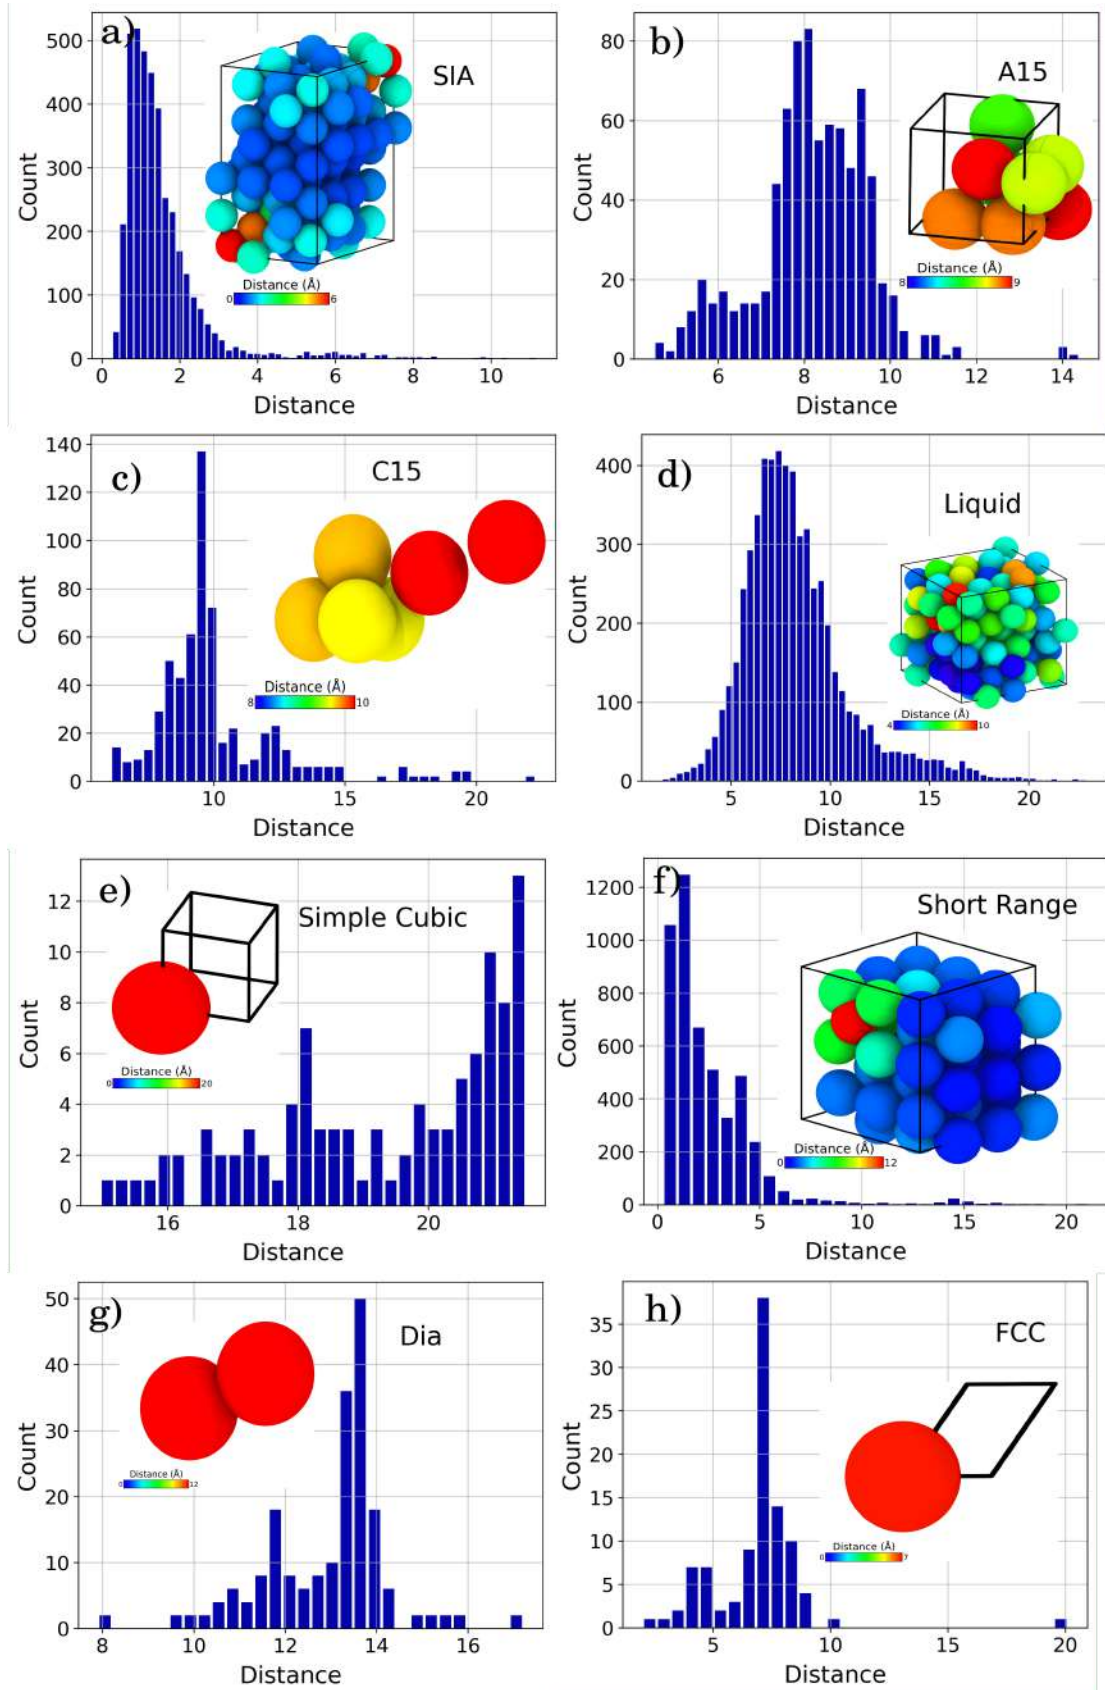 a)
SIA
500
400
300
200
100
0
Count
0 2 4 6 8 10
Distance
Distance (Å)
0 6
b)
A15
80
60
40
20
0
Count
6 8 10 12 14
Distance
Distance (Å)
8 9
c)
C15
140
120
100
80
60
40
20
0
Count
10 15 20
Distance
Distance (Å)
8 10
d)
Liquid
400
300
200
100
0
Count
5 10 15 20
Distance
Distance (Å)
4 10
e)
Simple Cubic
12
10
8
6
4
2
0
Count
16 18 20
Distance
Distance (Å)
0 20
f)
Short Range
1200
1000
800
600
400
200
0
Count
0 5 10 15 20
Distance
Distance (Å)
0 12
g)
Dia
50
40
30
20
10
0
Count
8 10 12 14 16
Distance
Distance (Å)
0 12
h)
FCC
35
30
25
20
15
10
5
0
Count
5 10 15 20
Distance
Distance (Å)
0 7